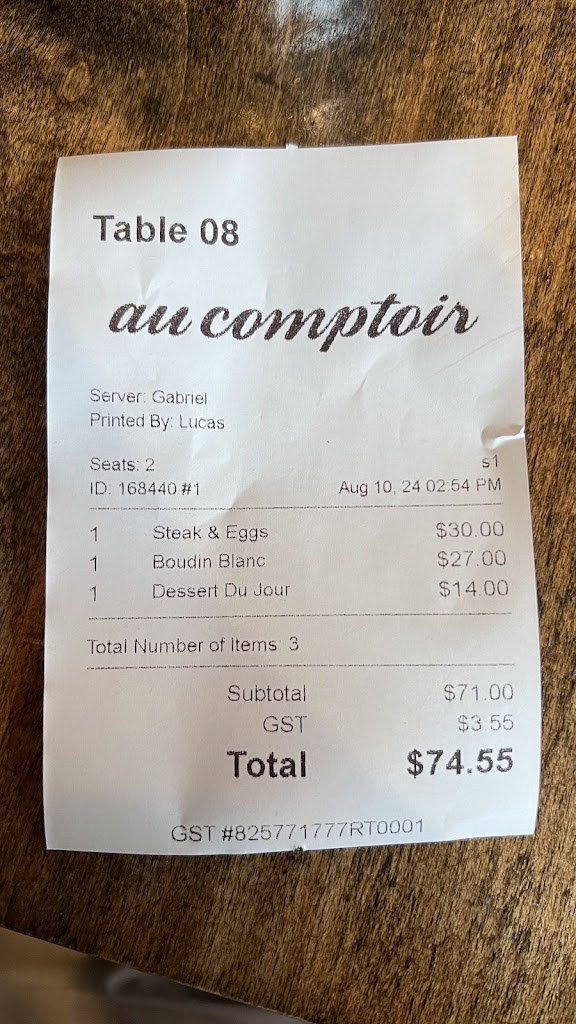 Table 08
au comptoir
Server: Gabriel
Printed By: Lucas
Seats: 2 s1
ID: 168440 #1 Aug 10, 24 02:54 PM
1 Steak & Eggs $30.00
1 Boudin Blanc $27.00
1 Dessert Du Jour $14.00
Total Number of Items: 3
Subtotal $71.00
GST $3.55
Total $74.55
GST #825771777RT0001